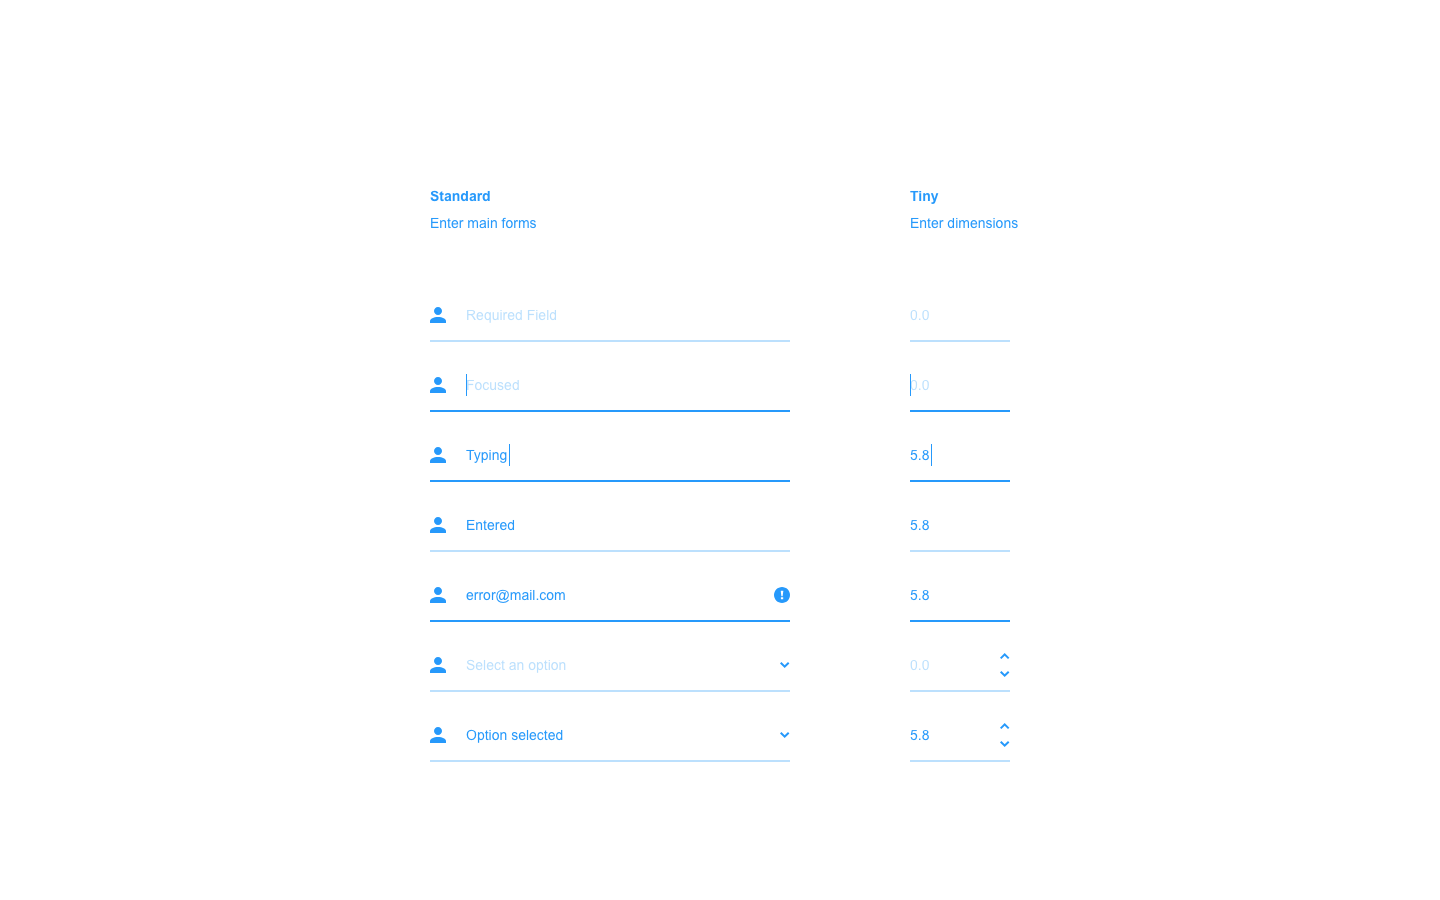 Standard
Enter main forms
Required Field
Focused
Typing
Entered
error@mail.com
Select an option
Option selected
Tiny
Enter dimensions
0.0
0.0
5.8
5.8
5.8
0.0
5.8